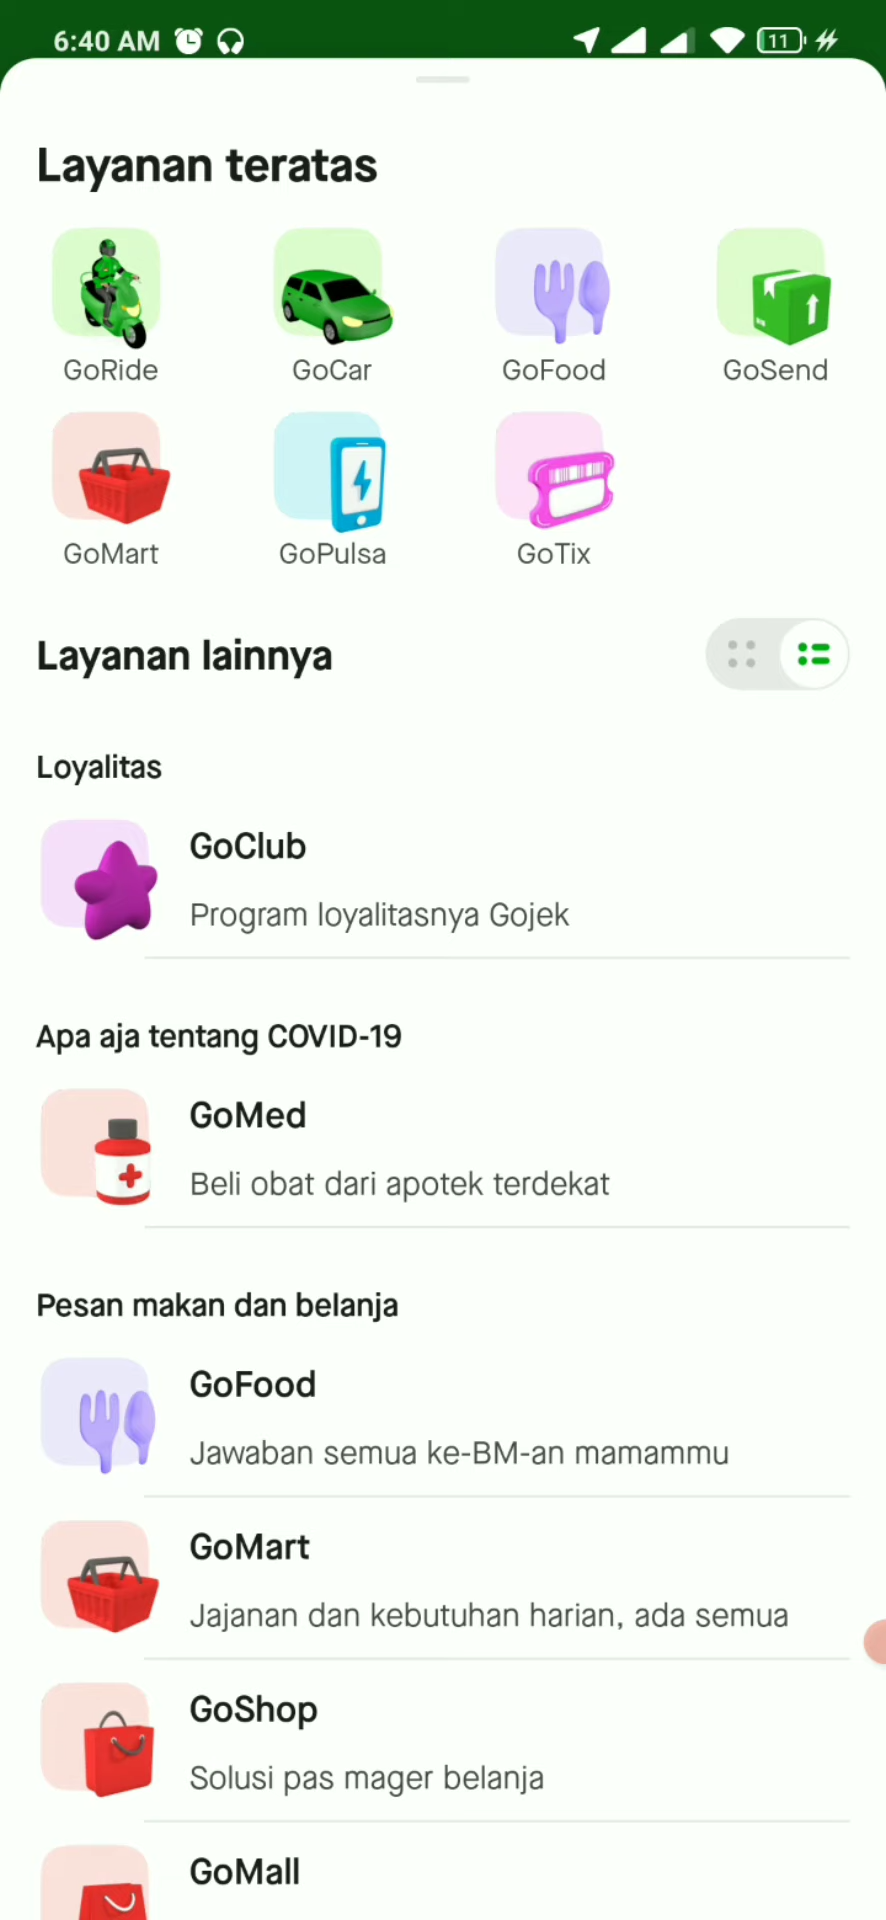 6:40 AM
11
Layanan teratas
GoRide
GoCar
GoFood
GoSend
GoMart
GoPulsa
GoTix
Layanan lainnya
Loyalitas
GoClub
Program loyalitasnya Gojek
Apa aja tentang COVID-19
GoMed
Beli obat dari apotek terdekat
Pesan makan dan belanja
GoFood
Jawaban semua ke-BM-an mamammu
GoMart
Jajanan dan kebutuhan harian, ada semua
GoShop
Solusi pas mager belanja
GoMall